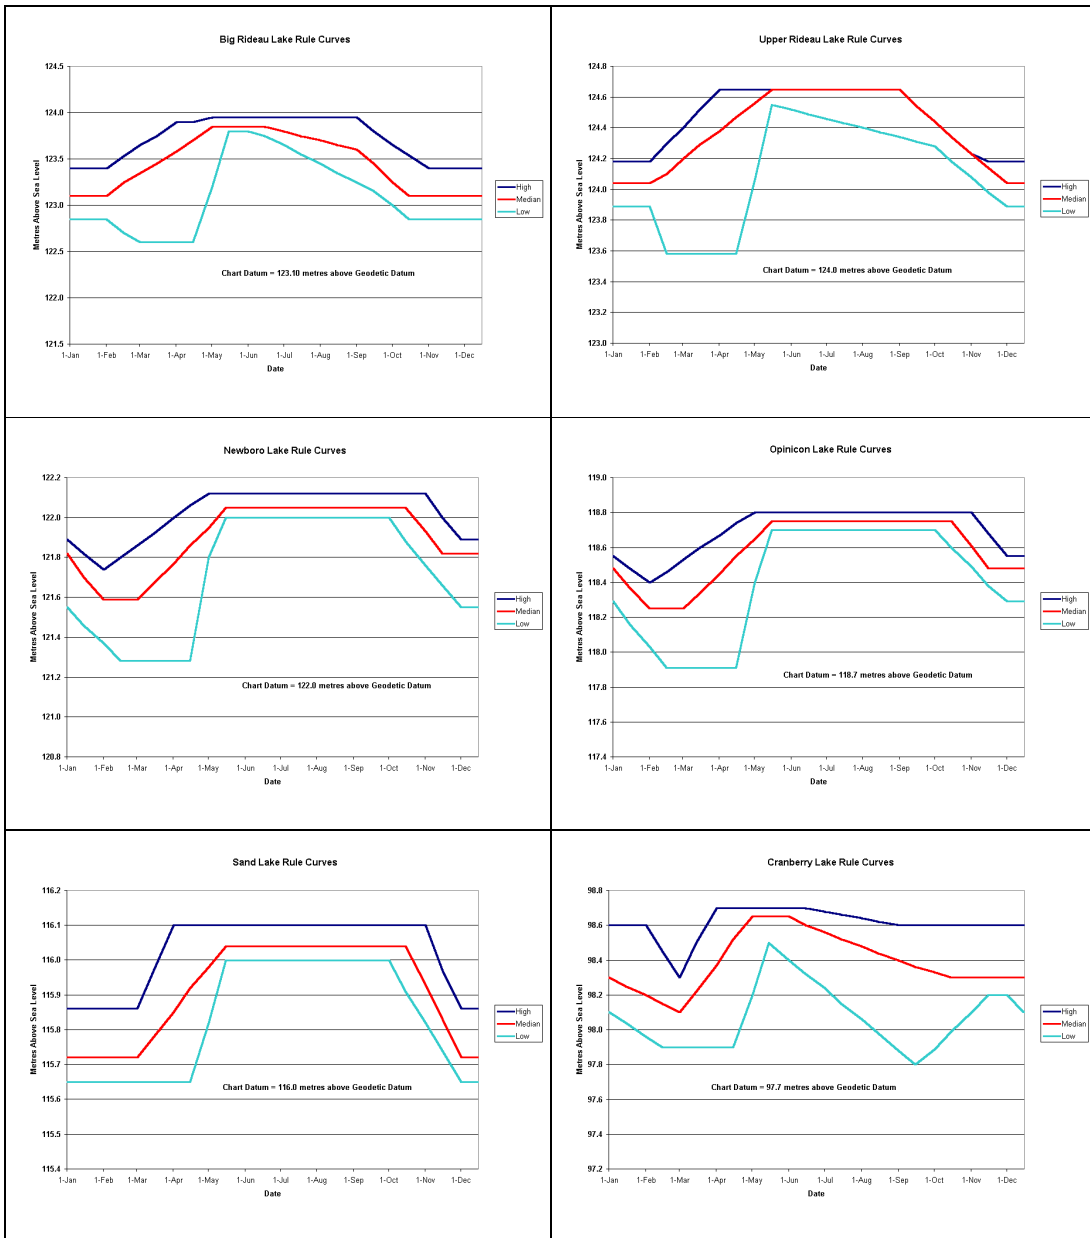 Big Rideau Lake Rule Curves
124.5
124.0
123.5
123.0
122.5
122.0
121.5
Metres Above Sea Level
High
Median
Low
Chart Datum = 123.10 metres above Geodetic Datum
1-Jan 1-Feb 1-Mar 1-Apr 1-May 1-Jun 1-Jul 1-Aug 1-Sep 1-Oct 1-Nov 1-Dec
Date
Upper Rideau Lake Rule Curves
124.8
124.6
124.4
124.2
124.0
123.8
123.6
123.4
123.2
123.0
Metres Above Sea Level
High
Median
Low
Chart Datum = 124.0 metres above Geodetic Datum
1-Jan 1-Feb 1-Mar 1-Apr 1-May 1-Jun 1-Jul 1-Aug 1-Sep 1-Oct 1-Nov 1-Dec
Date
Newboro Lake Rule Curves
122.2
122.0
121.8
121.6
121.4
121.2
121.0
120.8
Metres Above Sea Level
High
Median
Low
Chart Datum = 122.0 metres above Geodetic Datum
1-Jan 1-Feb 1-Mar 1-Apr 1-May 1-Jun 1-Jul 1-Aug 1-Sep 1-Oct 1-Nov 1-Dec
Date
Opinicon Lake Rule Curves
119.0
118.8
118.6
118.4
118.2
118.0
117.8
117.6
117.4
Metres Above Sea Level
High
Median
Low
Chart Datum = 118.7 metres above Geodetic Datum
1-Jan 1-Feb 1-Mar 1-Apr 1-May 1-Jun 1-Jul 1-Aug 1-Sep 1-Oct 1-Nov 1-Dec
Date
Sand Lake Rule Curves
116.2
116.1
116.0
115.9
115.8
115.7
115.6
115.5
115.4
Metres Above Sea Level
High
Median
Low
Chart Datum = 116.0 metres above Geodetic Datum
1-Jan 1-Feb 1-Mar 1-Apr 1-May 1-Jun 1-Jul 1-Aug 1-Sep 1-Oct 1-Nov 1-Dec
Date
Cranberry Lake Rule Curves
98.8
98.6
98.4
98.2
98.0
97.8
97.6
97.4
97.2
Metres Above Sea Level
High
Median
Low
Chart Datum = 97.7 metres above Geodetic Datum
1-Jan 1-Feb 1-Mar 1-Apr 1-May 1-Jun 1-Jul 1-Aug 1-Sep 1-Oct 1-Nov 1-Dec
Date